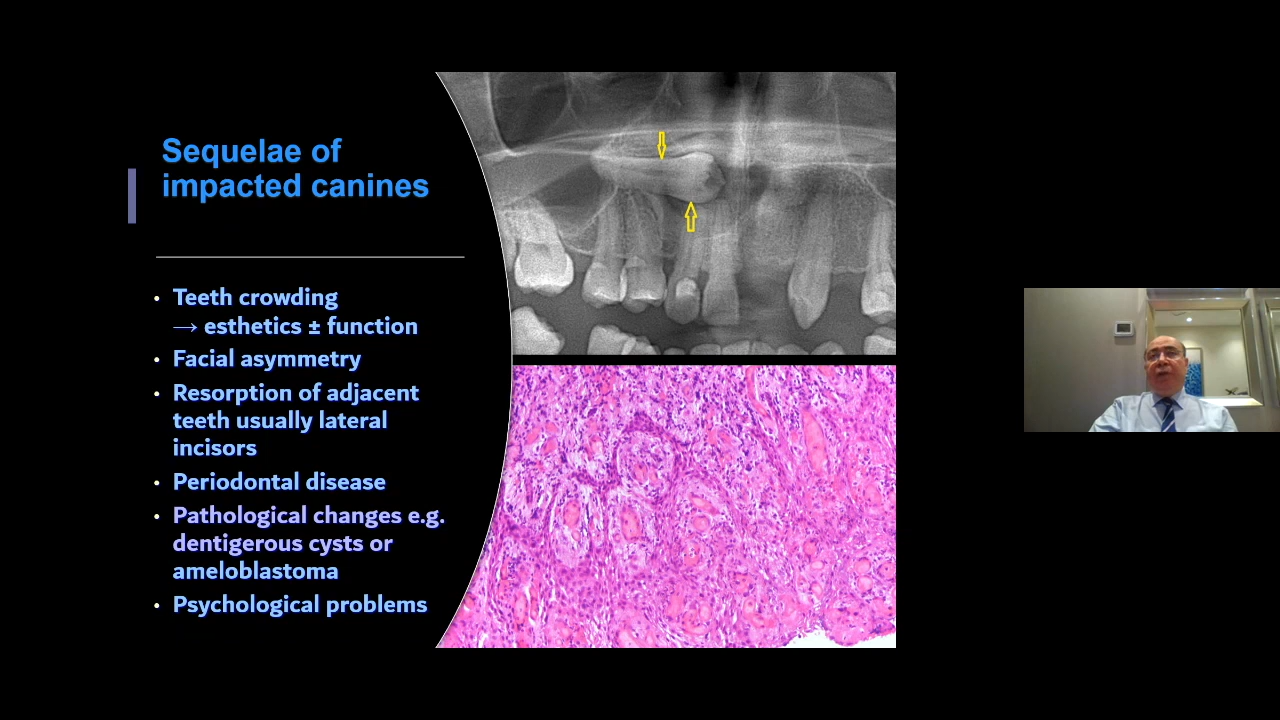 Sequelae of
impacted canines
• Teeth crowding
→ esthetics ± function
• Facial asymmetry
• Resorption of adjacent
teeth usually lateral
incisors
• Periodontal disease
• Pathological changes e.g.
dentigerous cysts or
ameloblastoma
• Psychological problems